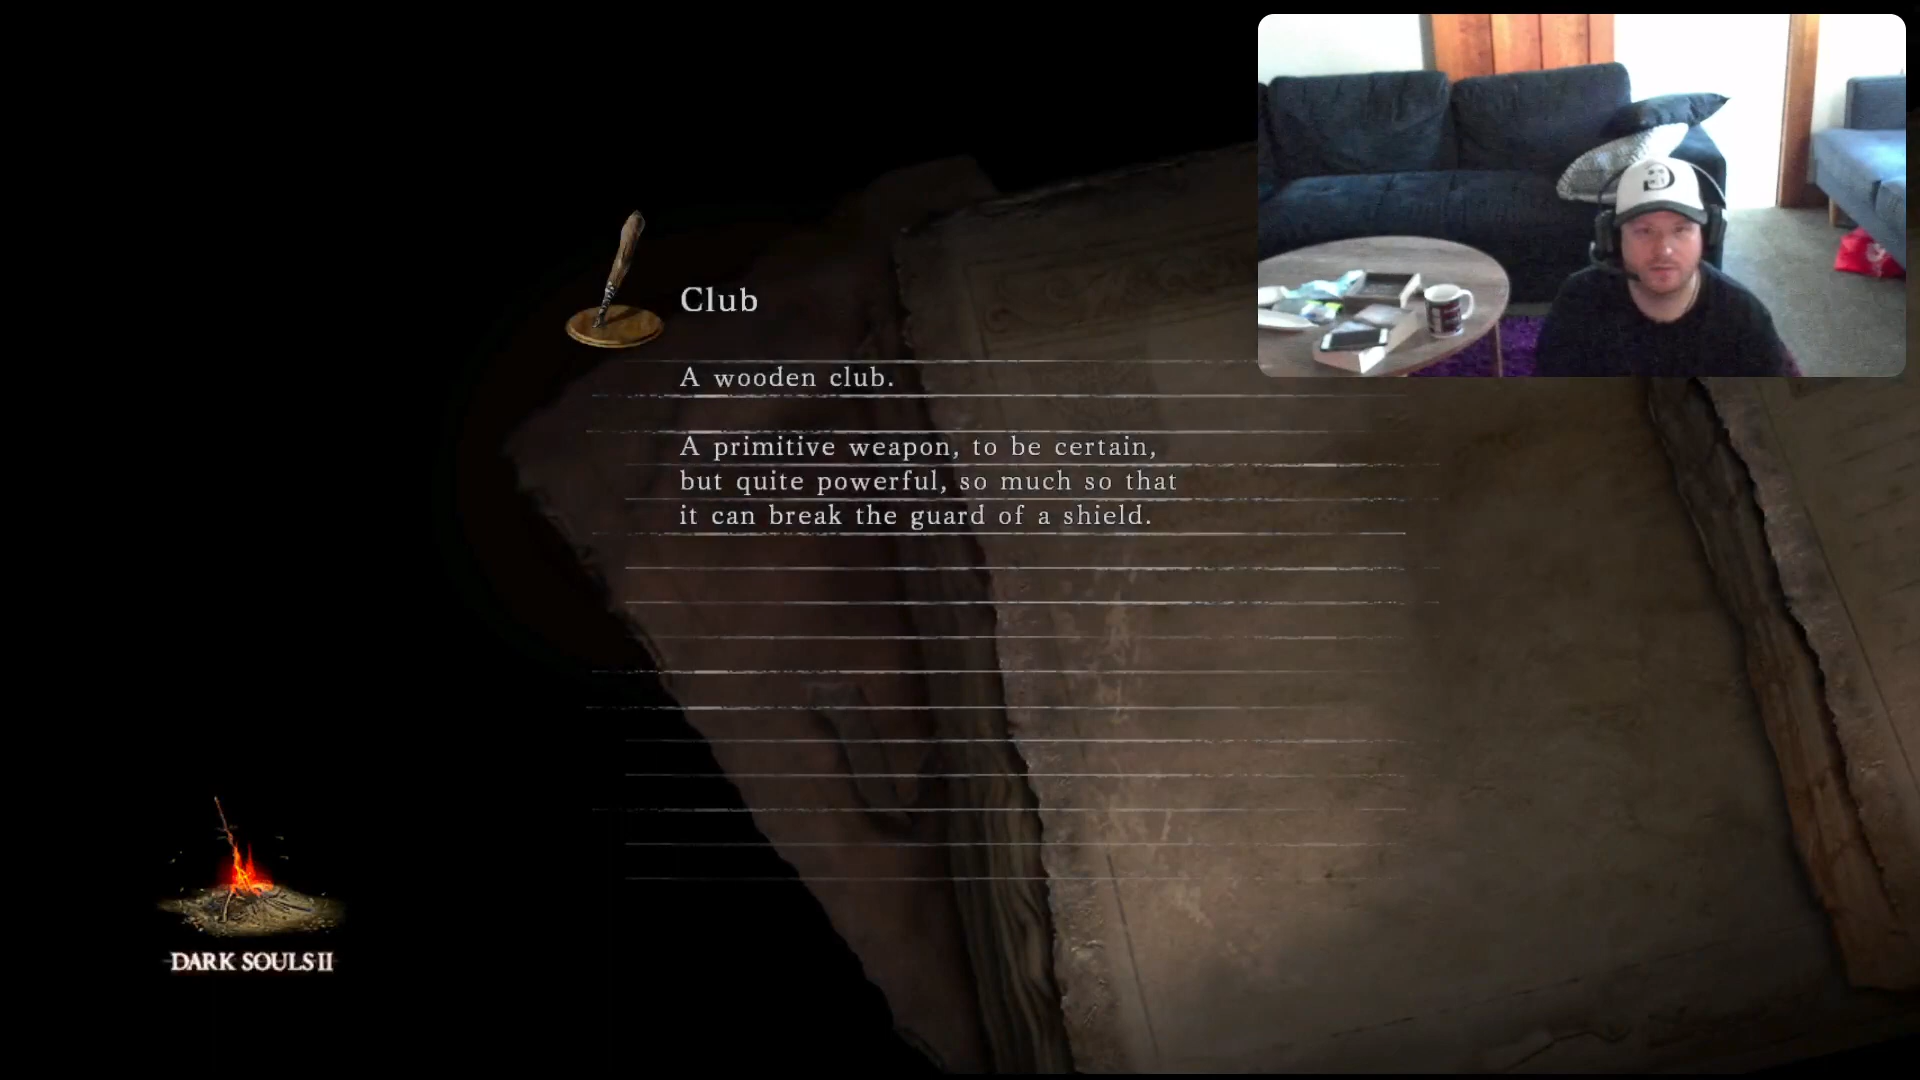 Club
A wooden club.
A primitive weapon, to be certain,
but quite powerful, so much so that
it can break the guard of a shield.
DARK SOULS II